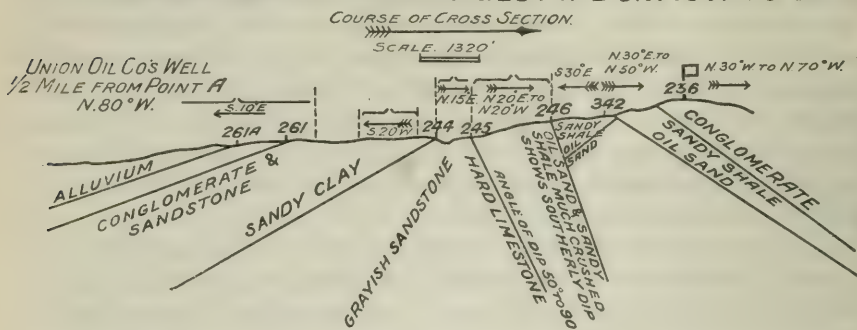 COURSE OF CROSS SECTION.
SCALE. 1320'
UNION OIL CO'S WELL
1/2 MILE FROM POINT A
N.80°W.
S.10°E
S.20°W
N.15E.
N.20°E.TO
N20°W
S30°E
N.30°E.TO
N50°W.
N.30°W. TO N.70°W.
261A
261
244
245
246
342
236
ALLUVIUM
CONGLOMERATE &
SANDSTONE
SANDY CLAY
GRAYISH SANDSTONE
HARD LIMESTONE
ANGLE OF DIP 50° TO 90
OIL SAND & SANDY
SHALE MUCH CRUSHED
SHOWS SOUTHERLY DIP
SANDY
SHALE
OIL
SAND
CONGLOMERATE
SANDY SHALE
OIL SAND